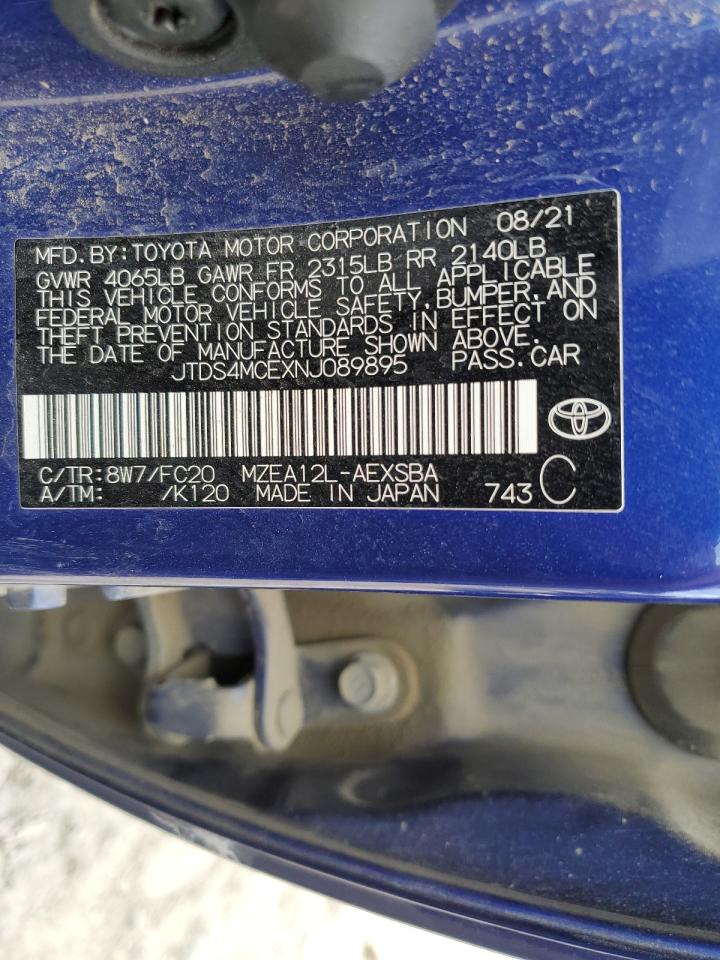 MFD. BY: TOYOTA MOTOR CORPORATION 08/21
GVWR 4065LB GAWR FR 2315LB RR 2140LB
THIS VEHICLE CONFORMS TO ALL APPLICABLE
FEDERAL MOTOR VEHICLE SAFETY, BUMPER, AND
THEFT PREVENTION STANDARDS IN EFFECT ON
THE DATE OF MANUFACTURE SHOWN ABOVE.
JTDS4MCEXNJ089895 PASS. CAR
C/TR: 8W7/FC20 MZEA12L-AEXSBA
A/TM: /K120 MADE IN JAPAN 743 C